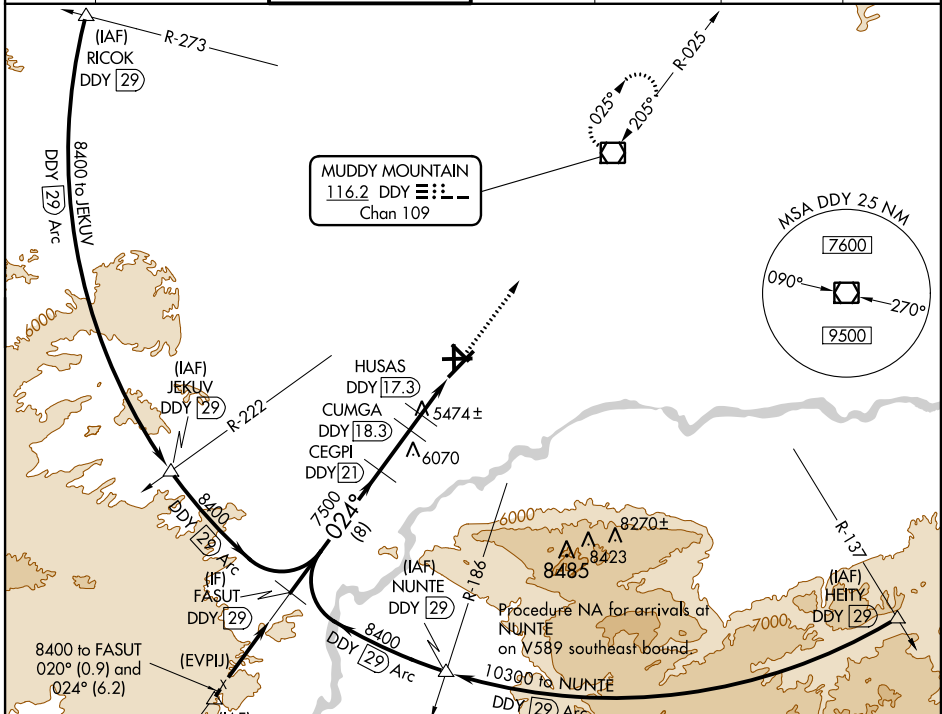 (IAF)
RICOK
DDY 29
R-273
R-025
025°
205°
8400 to JEKUV
DDY 29 Arc
MUDDY MOUNTAIN
116.2 DDY
Chan 109
MSA DDY 25 NM
7600
090°
270°
9500
6000
(IAF)
JEKUV
DDY 29
R-222
HUSAS
DDY 17.3
5474±
CUMGA
DDY 18.3
6070
CEGPI
DDY 21
7500
024°
(8)
8400
DDY 29 Arc
(IF)
FASUT
DDY 29
(IAF)
NUNTE
DDY 29
R-186
6000
8270±
8423
8485
R-137
(IAF)
HEITY
DDY 29
7000
Procedure NA for arrivals at
NUNTE
on V589 southeast bound.
8400
DDY 29 Arc
10300 to NUNTE
DDY 29 Arc
(EVPIJ)
8400 to FASUT
020° (0.9) and
024° (6.2)
(IAF)